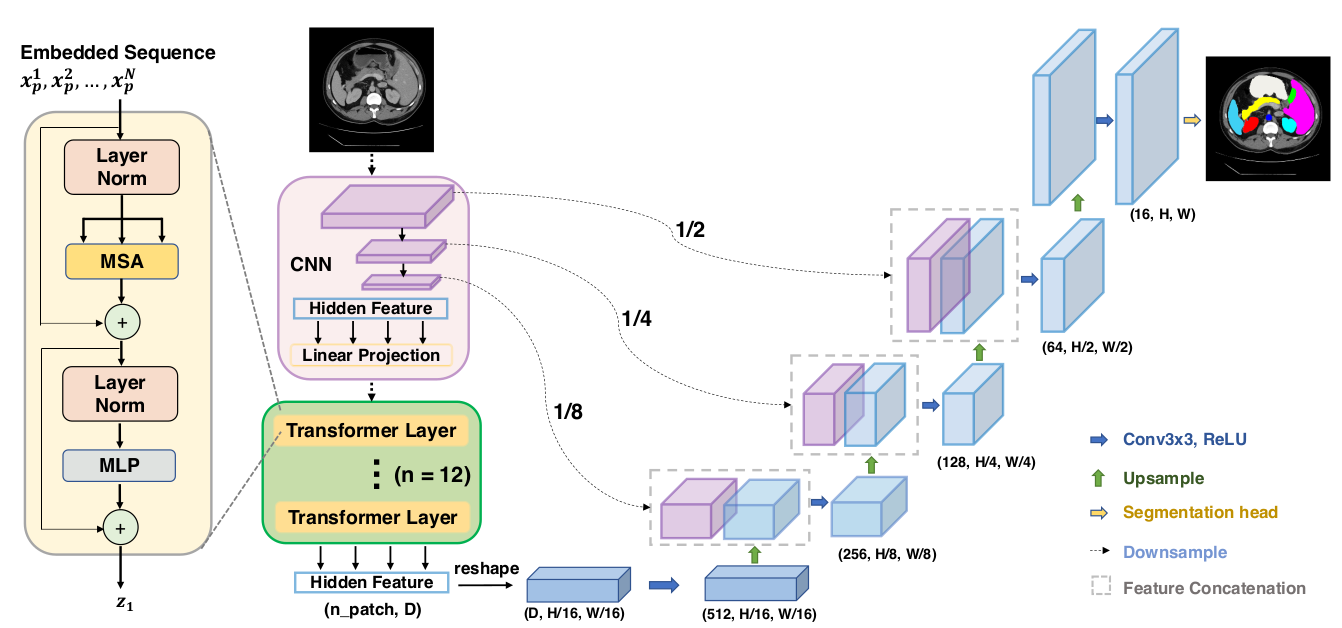 Embedded Sequence
x_p^1, x_p^2, ..., x_p^N
Layer
Norm
MSA
+
Layer
Norm
MLP
+
z_1
CNN
Hidden Feature
Linear Projection
Transformer Layer
(n = 12)
Transformer Layer
Hidden Feature
(n_patch, D)
reshape
(D, H/16, W/16)
(512, H/16, W/16)
1/2
1/4
1/8
(256, H/8, W/8)
(128, H/4, W/4)
(64, H/2, W/2)
(16, H, W)
Conv3x3, ReLU
Upsample
Segmentation head
Downsample
Feature Concatenation